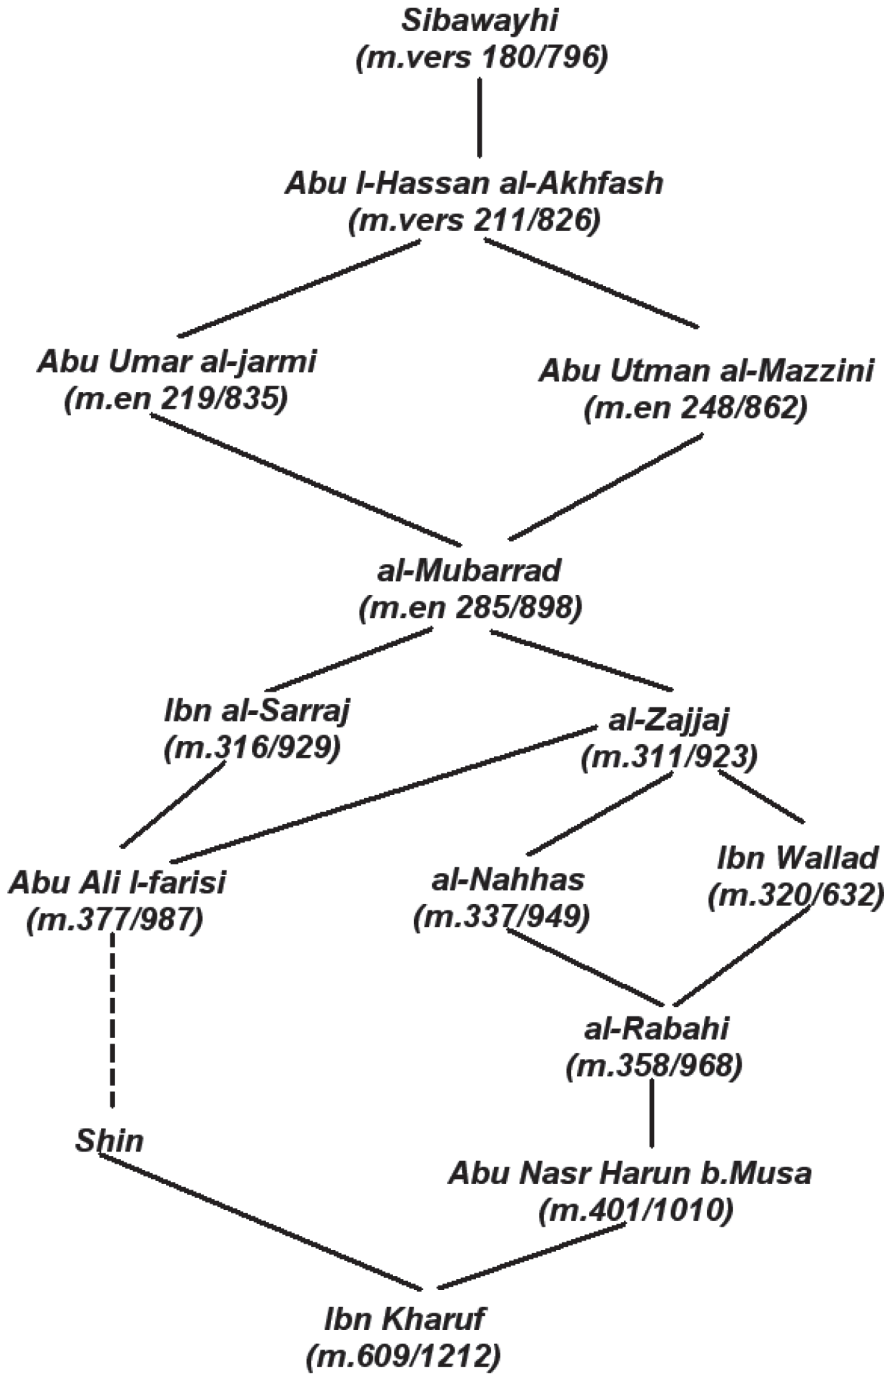 Sibawayhi
(m.vers 180/796)
Abu l-Hassan al-Akhfash
(m.vers 211/826)
Abu Umar al-jarmi
(m.en 219/835)
Abu Utman al-Mazzini
(m.en 248/862)
al-Mubarrad
(m.en 285/898)
Ibn al-Sarraj
(m.316/929)
al-Zajjaj
(m.311/923)
Abu Ali l-farisi
(m.377/987)
al-Nahhas
(m.337/949)
Ibn Wallad
(m.320/632)
al-Rabahi
(m.358/968)
Shin
Abu Nasr Harun b.Musa
(m.401/1010)
Ibn Kharuf
(m.609/1212)